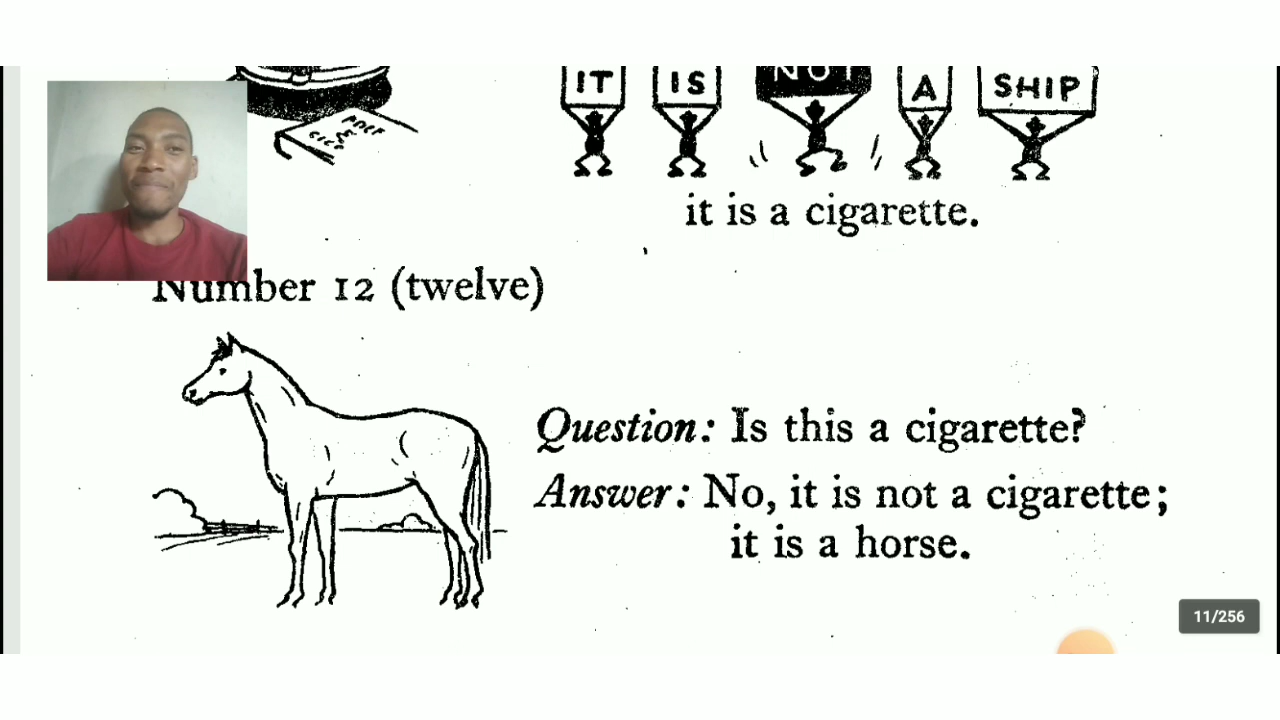 IT IS NOT A SHIP
it is a cigarette.
Number 12 (twelve)
Question: Is this a cigarette?
Answer: No, it is not a cigarette;
it is a horse.
11/256